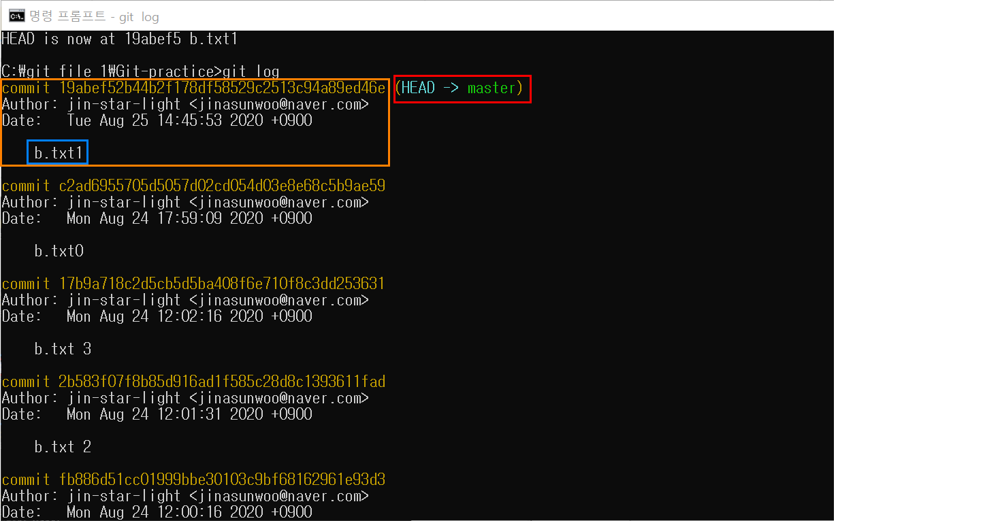 명령 프롬프트 - git  log
HEAD is now at 19abef5 b.txt1
C:\git file 1\Git-practice>git log
commit 19abef52b44b2f178df58529c2513c94a89ed46e (HEAD -> master)
Author: jin-star-light <jinasunwoo@naver.com>
Date:   Tue Aug 25 14:45:53 2020 +0900
b.txt1
commit c2ad6955705d5057d02cd054d03e8e68c5b9ae59
Author: jin-star-light <jinasunwoo@naver.com>
Date:   Mon Aug 24 17:59:09 2020 +0900
b.txt0
commit 17b9a718c2d5cb5d5ba408f6e710f8c3dd253631
Author: jin-star-light <jinasunwoo@naver.com>
Date:   Mon Aug 24 12:02:16 2020 +0900
b.txt 3
commit 2b583f07f8b85d916ad1f585c28d8c1393611fad
Author: jin-star-light <jinasunwoo@naver.com>
Date:   Mon Aug 24 12:01:31 2020 +0900
b.txt 2
commit fb886d51cc01999bbe30103c9bf68162961e93d3
Author: jin-star-light <jinasunwoo@naver.com>
Date:   Mon Aug 24 12:00:16 2020 +0900